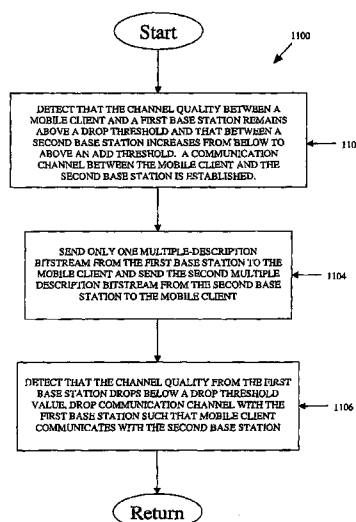 Start
1100
DETECT THAT THE CHANNEL QUALITY BETWEEN A
MOBILE CLIENT AND A FIRST BASE STATION REMAINS
ABOVE A DROP THRESHOLD AND THAT BETWEEN A
SECOND BASE STATION INCREASES FROM BELOW TO
ABOVE AN ADD THRESHOLD. A COMMUNICATION
CHANNEL BETWEEN THE MOBILE CLIENT AND THE
SECOND BASE STATION IS ESTABLISHED.
110
SEND ONLY ONE MULTIPLE-DESCRIPTION
BITSTREAM FROM THE FIRST BASE STATION TO
THE MOBILE CLIENT AND SEND THE SECOND MULTIPLE
DESCRIPTION BITSTREAM FROM THE SECOND BASE
STATION TO THE MOBILE CLIENT
1104
DETECT THAT THE CHANNEL QUALITY FROM THE FIRST
BASE STATION DROPS BELOW A DROP THRESHOLD
VALUE, DROP COMMUNICATION CHANNEL WITH THE
FIRST BASE STATION SUCH THAT MOBILE CLIENT
COMMUNICATES WITH THE SECOND BASE STATION
1106
Return